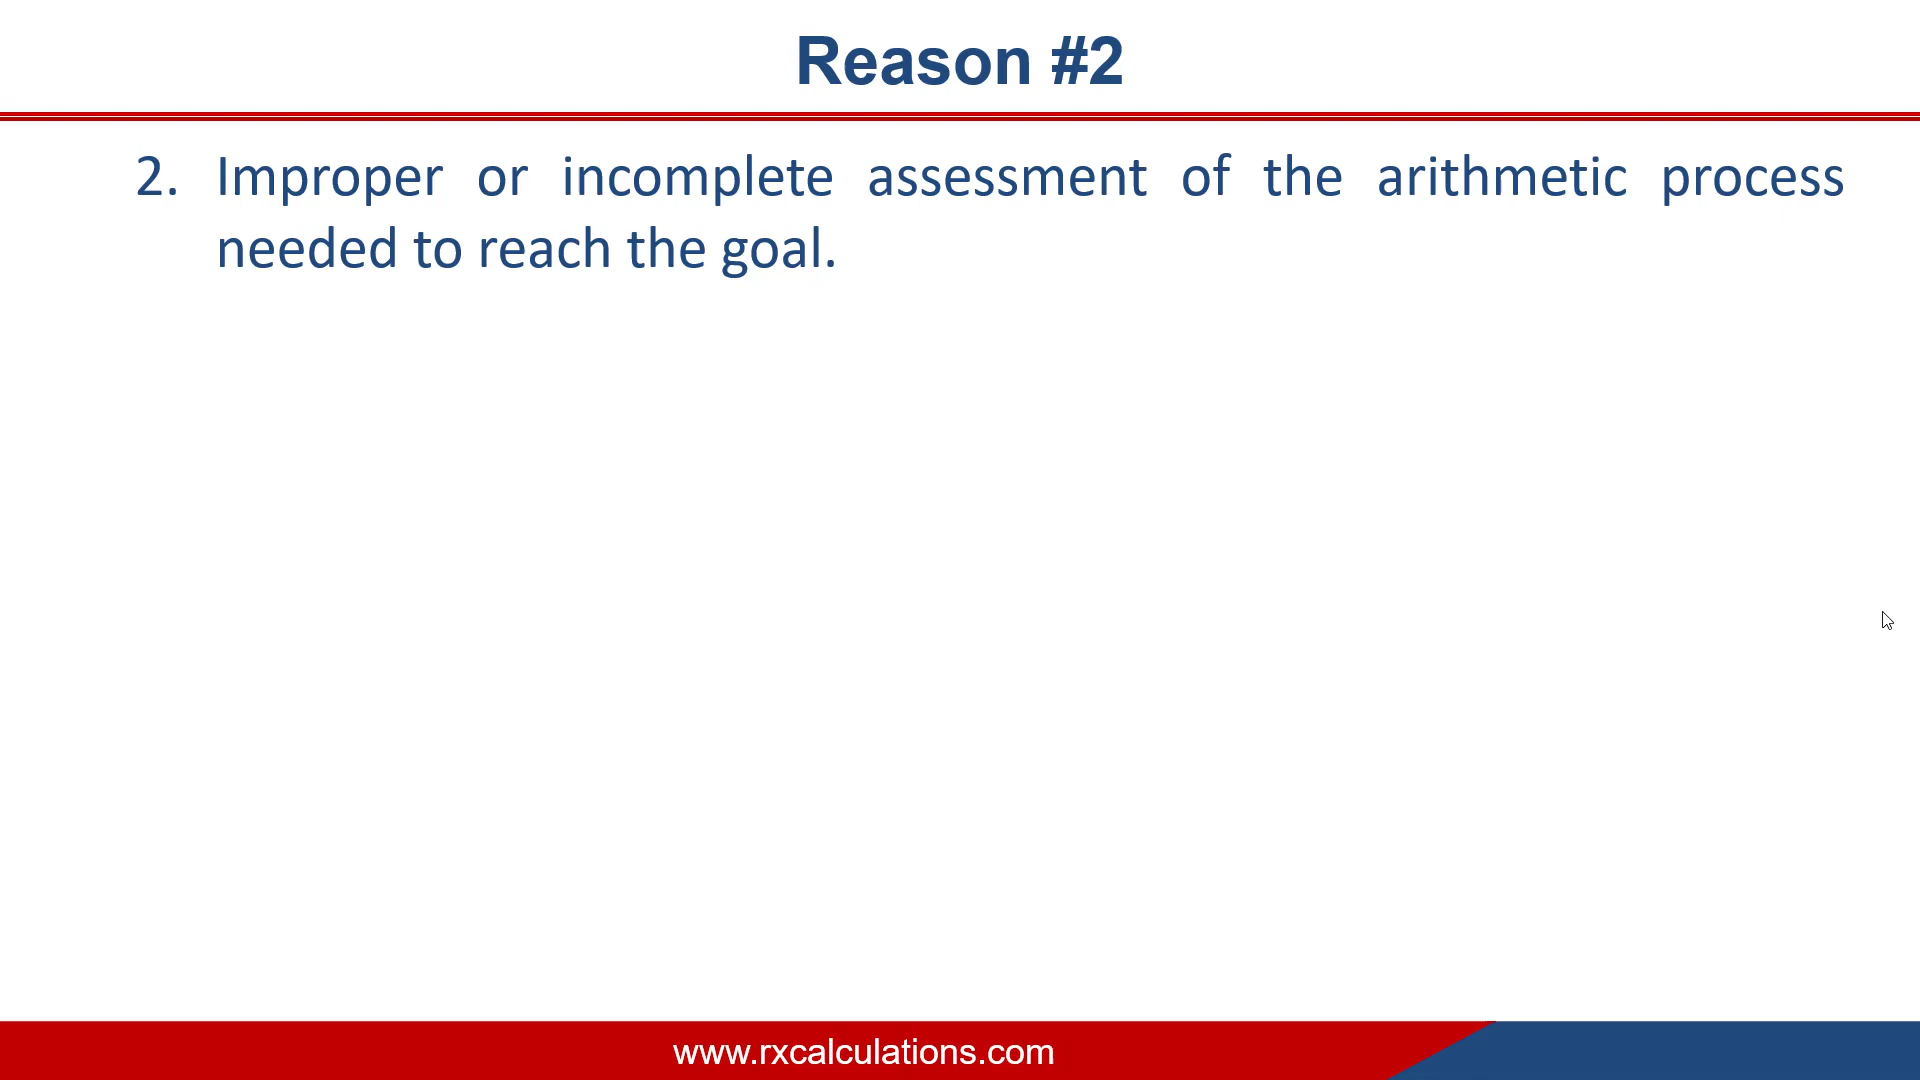 Reason #2
2. Improper or incomplete assessment of the arithmetic process
needed to reach the goal.
www.rxcalculations.com